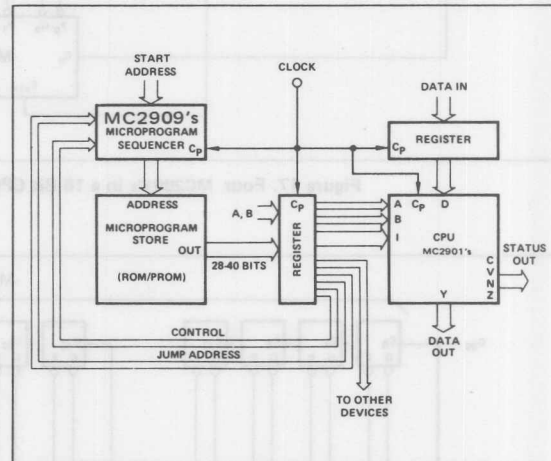 START
ADDRESS
CLOCK
DATA IN
MC2909's
MICROPROGRAM
SEQUENCER
CP
CP
REGISTER
ADDRESS
MICROPROGRAM
STORE
OUT
(ROM/PROM)
28-40 BITS
A, B
CP
REGISTER
A
B
I
CP
D
CPU
MC2901's
C
V
N
Z
STATUS
OUT
Y
DATA
OUT
CONTROL
JUMP ADDRESS
TO OTHER
DEVICES